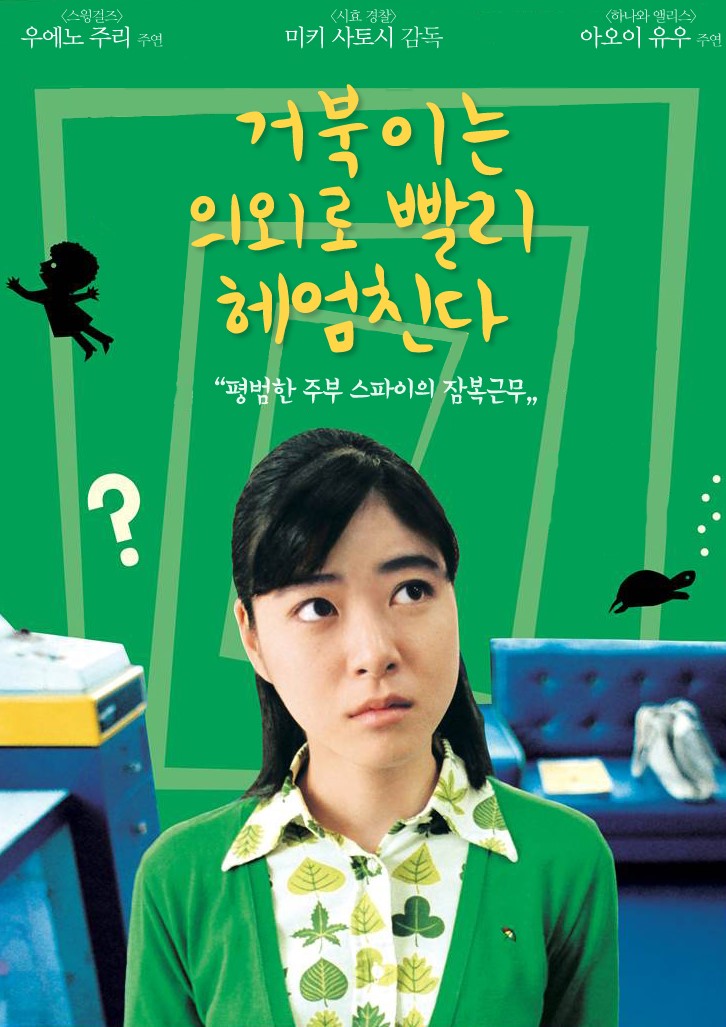 〈스윙걸즈〉
우에노 주리 주연
〈시효 경찰〉
미키 사토시 감독
〈하나와 앨리스〉
아오이 유우 주연
거북이는
의외로 빨리
헤엄친다
“평범한 주부 스파이의 잠복근무„
?